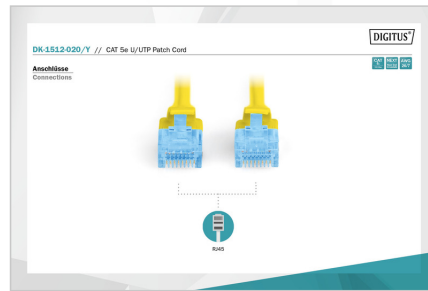 DIGITUS®
DK-1512-020/Y // CAT 5e U/UTP Patch Cord
Anschlüsse
Connections
RJ45